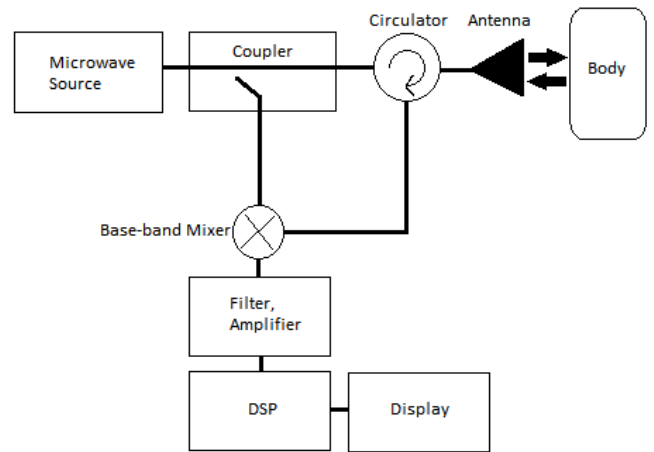 Circulator
Antenna
Microwave
Source
Coupler
Body
Base-band Mixer
Filter,
Amplifier
DSP
Display